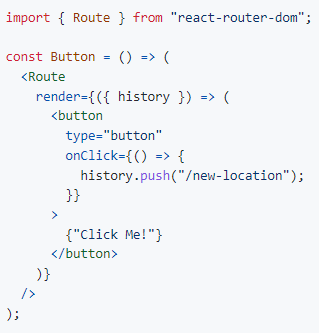 import { Route } from "react-router-dom";

const Button = () => (
  <Route
    render={({ history }) => (
      <button
        type="button"
        onClick={() => {
          history.push("/new-location");
        }}
      >
        {"Click Me!"}
      </button>
    )}
  />
);